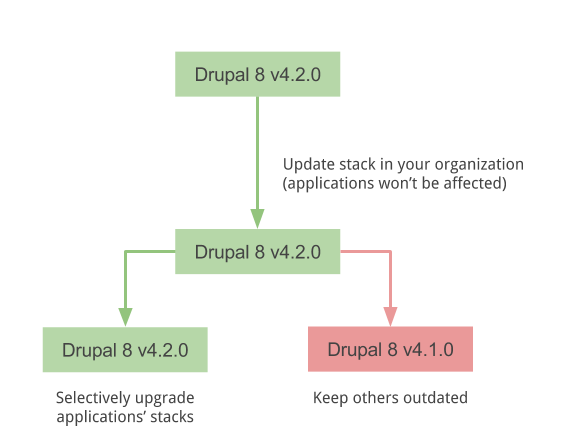 Drupal 8 v4.2.0
Update stack in your organization
(applications won’t be affected)
Drupal 8 v4.2.0
Drupal 8 v4.2.0
Drupal 8 v4.1.0
Selectively upgrade
applications’ stacks
Keep others outdated